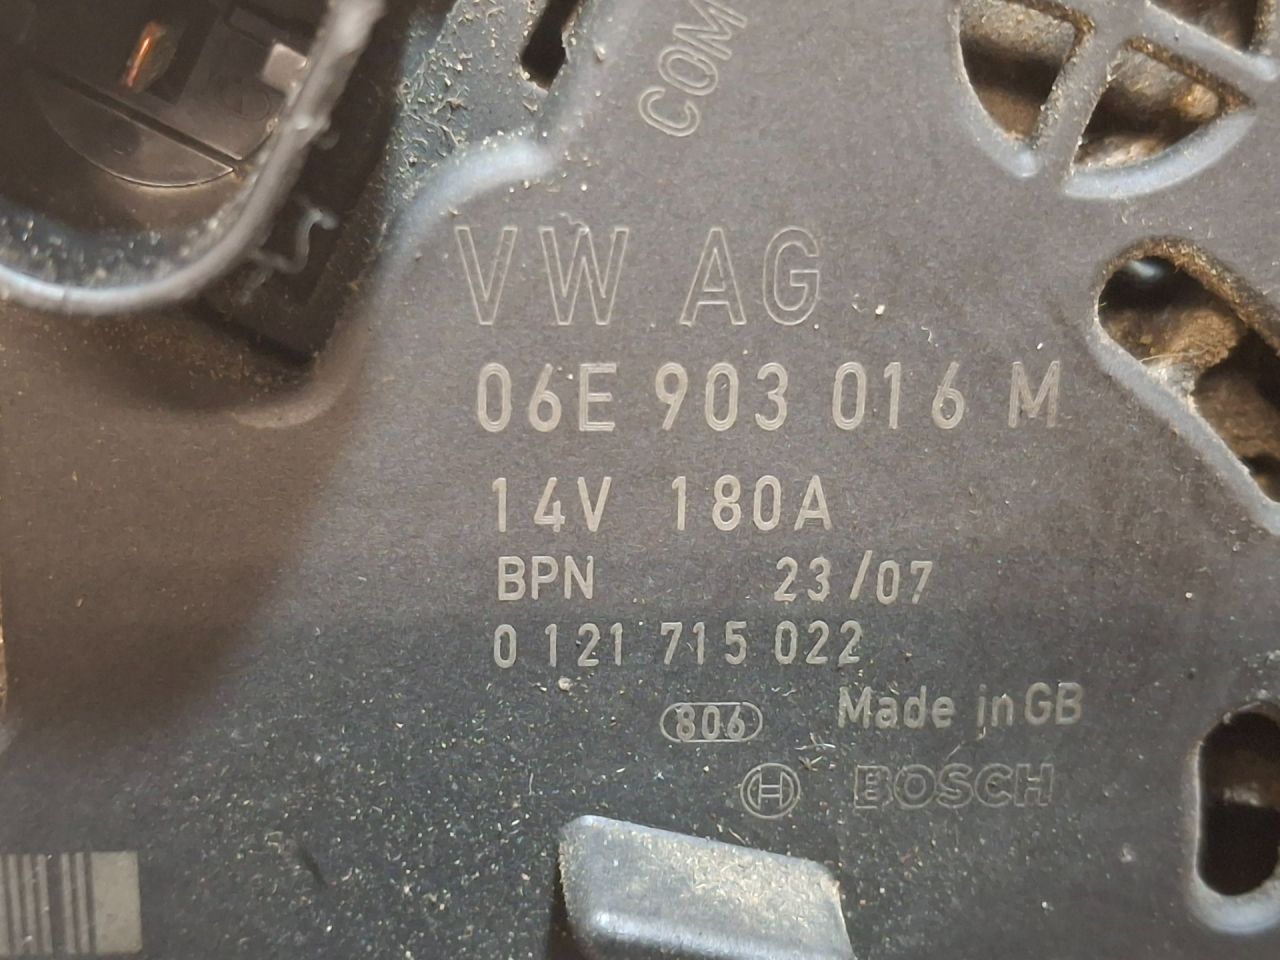 COM
VW AG
06E 903 016 M
14V 180A
BPN 23/07
0 121 715 022
806 Made in GB
BOSCH